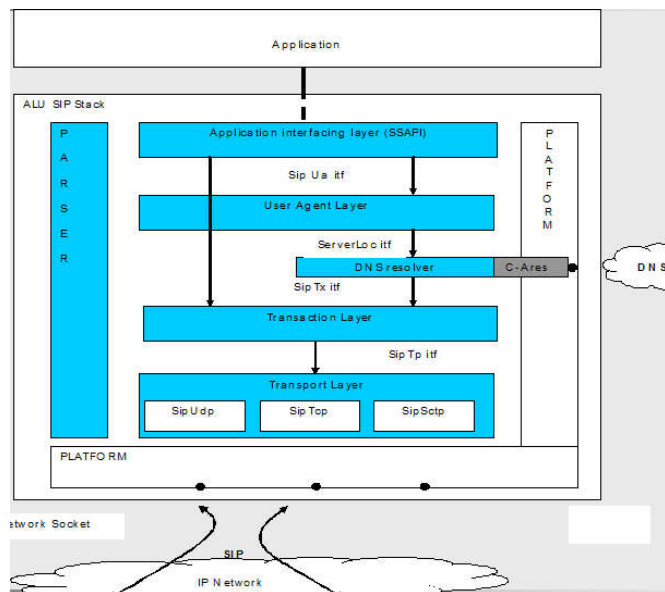 Application
ALU SIP Stack
P
A
R
S
E
R
Application interfacing layer (SSAPI)
P
L
A
T
F
O
R
M
Sip Ua itf
User Agent Layer
ServerLoc itf
DNS resolver
C-Ares
DNS
Sip Tx itf
Transaction Layer
Sip Tp itf
Transport Layer
Sip Udp
Sip Tcp
Sip Sctp
PLATFORM
etwork Socket
SIP
IP Network